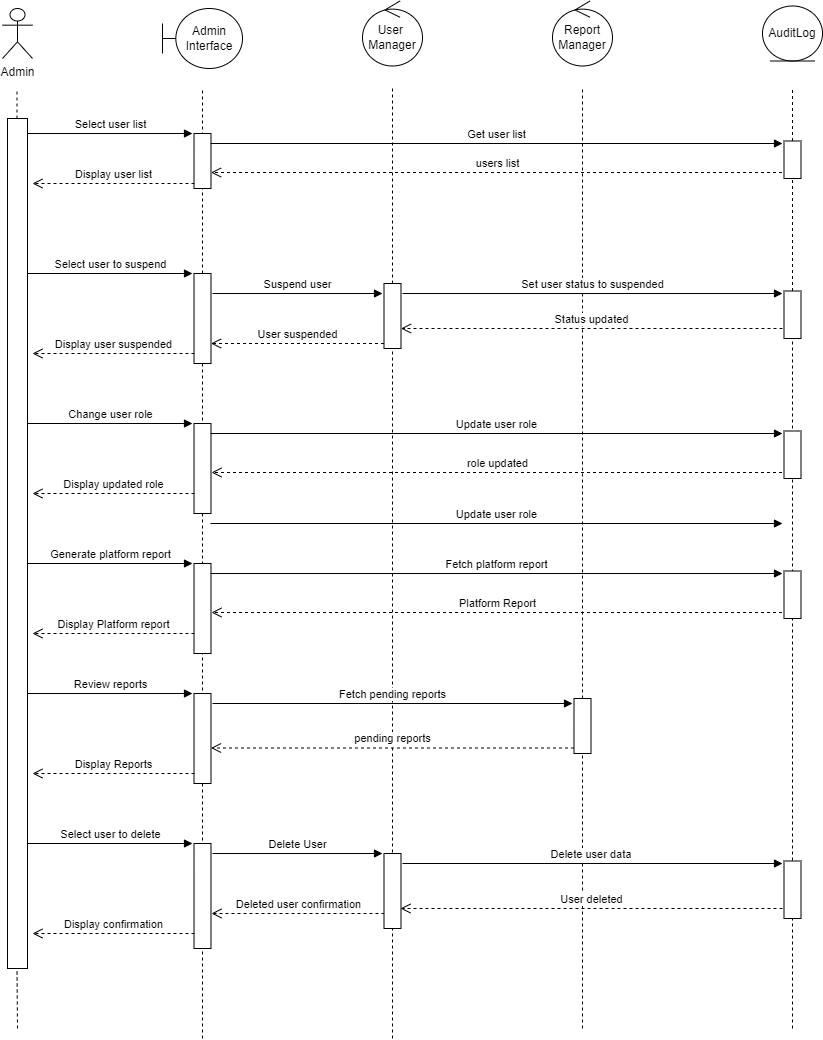 Admin
Admin
Interface
User
Manager
Report
Manager
AuditLog
Select user list
Get user list
users list
Display user list
Select user to suspend
Suspend user
Set user status to suspended
Status updated
User suspended
Display user suspended
Change user role
Update user role
role updated
Display updated role
Update user role
Generate platform report
Fetch platform report
Platform Report
Display Platform report
Review reports
Fetch pending reports
pending reports
Display Reports
Select user to delete
Delete User
Delete user data
User deleted
Deleted user confirmation
Display confirmation